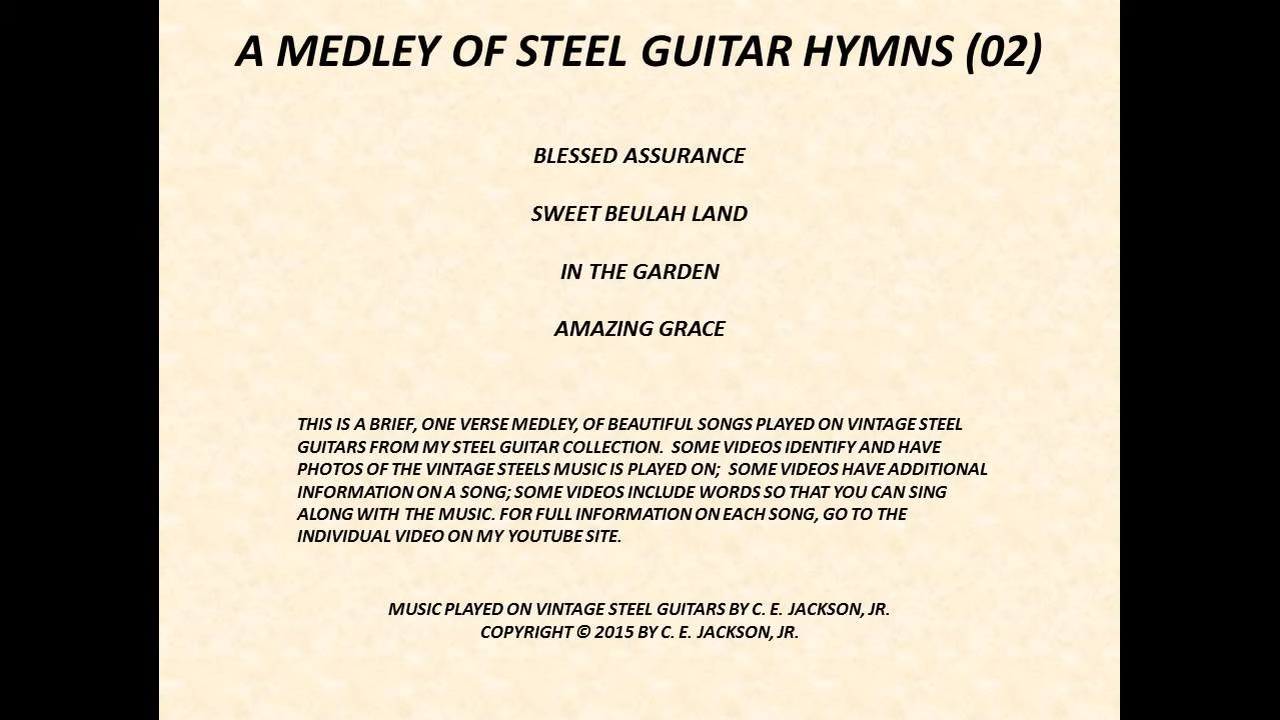 A MEDLEY OF STEEL GUITAR HYMNS (02)
BLESSED ASSURANCE
SWEET BEULAH LAND
IN THE GARDEN
AMAZING GRACE
THIS IS A BRIEF, ONE VERSE MEDLEY, OF BEAUTIFUL SONGS PLAYED ON VINTAGE STEEL
GUITARS FROM MY STEEL GUITAR COLLECTION.  SOME VIDEOS IDENTIFY AND HAVE
PHOTOS OF THE VINTAGE STEELS MUSIC IS PLAYED ON;  SOME VIDEOS HAVE ADDITIONAL
INFORMATION ON A SONG; SOME VIDEOS INCLUDE WORDS SO THAT YOU CAN SING
ALONG WITH THE MUSIC. FOR FULL INFORMATION ON EACH SONG, GO TO THE
INDIVIDUAL VIDEO ON MY YOUTUBE SITE.
MUSIC PLAYED ON VINTAGE STEEL GUITARS BY C. E. JACKSON, JR.
COPYRIGHT © 2015 BY C. E. JACKSON, JR.